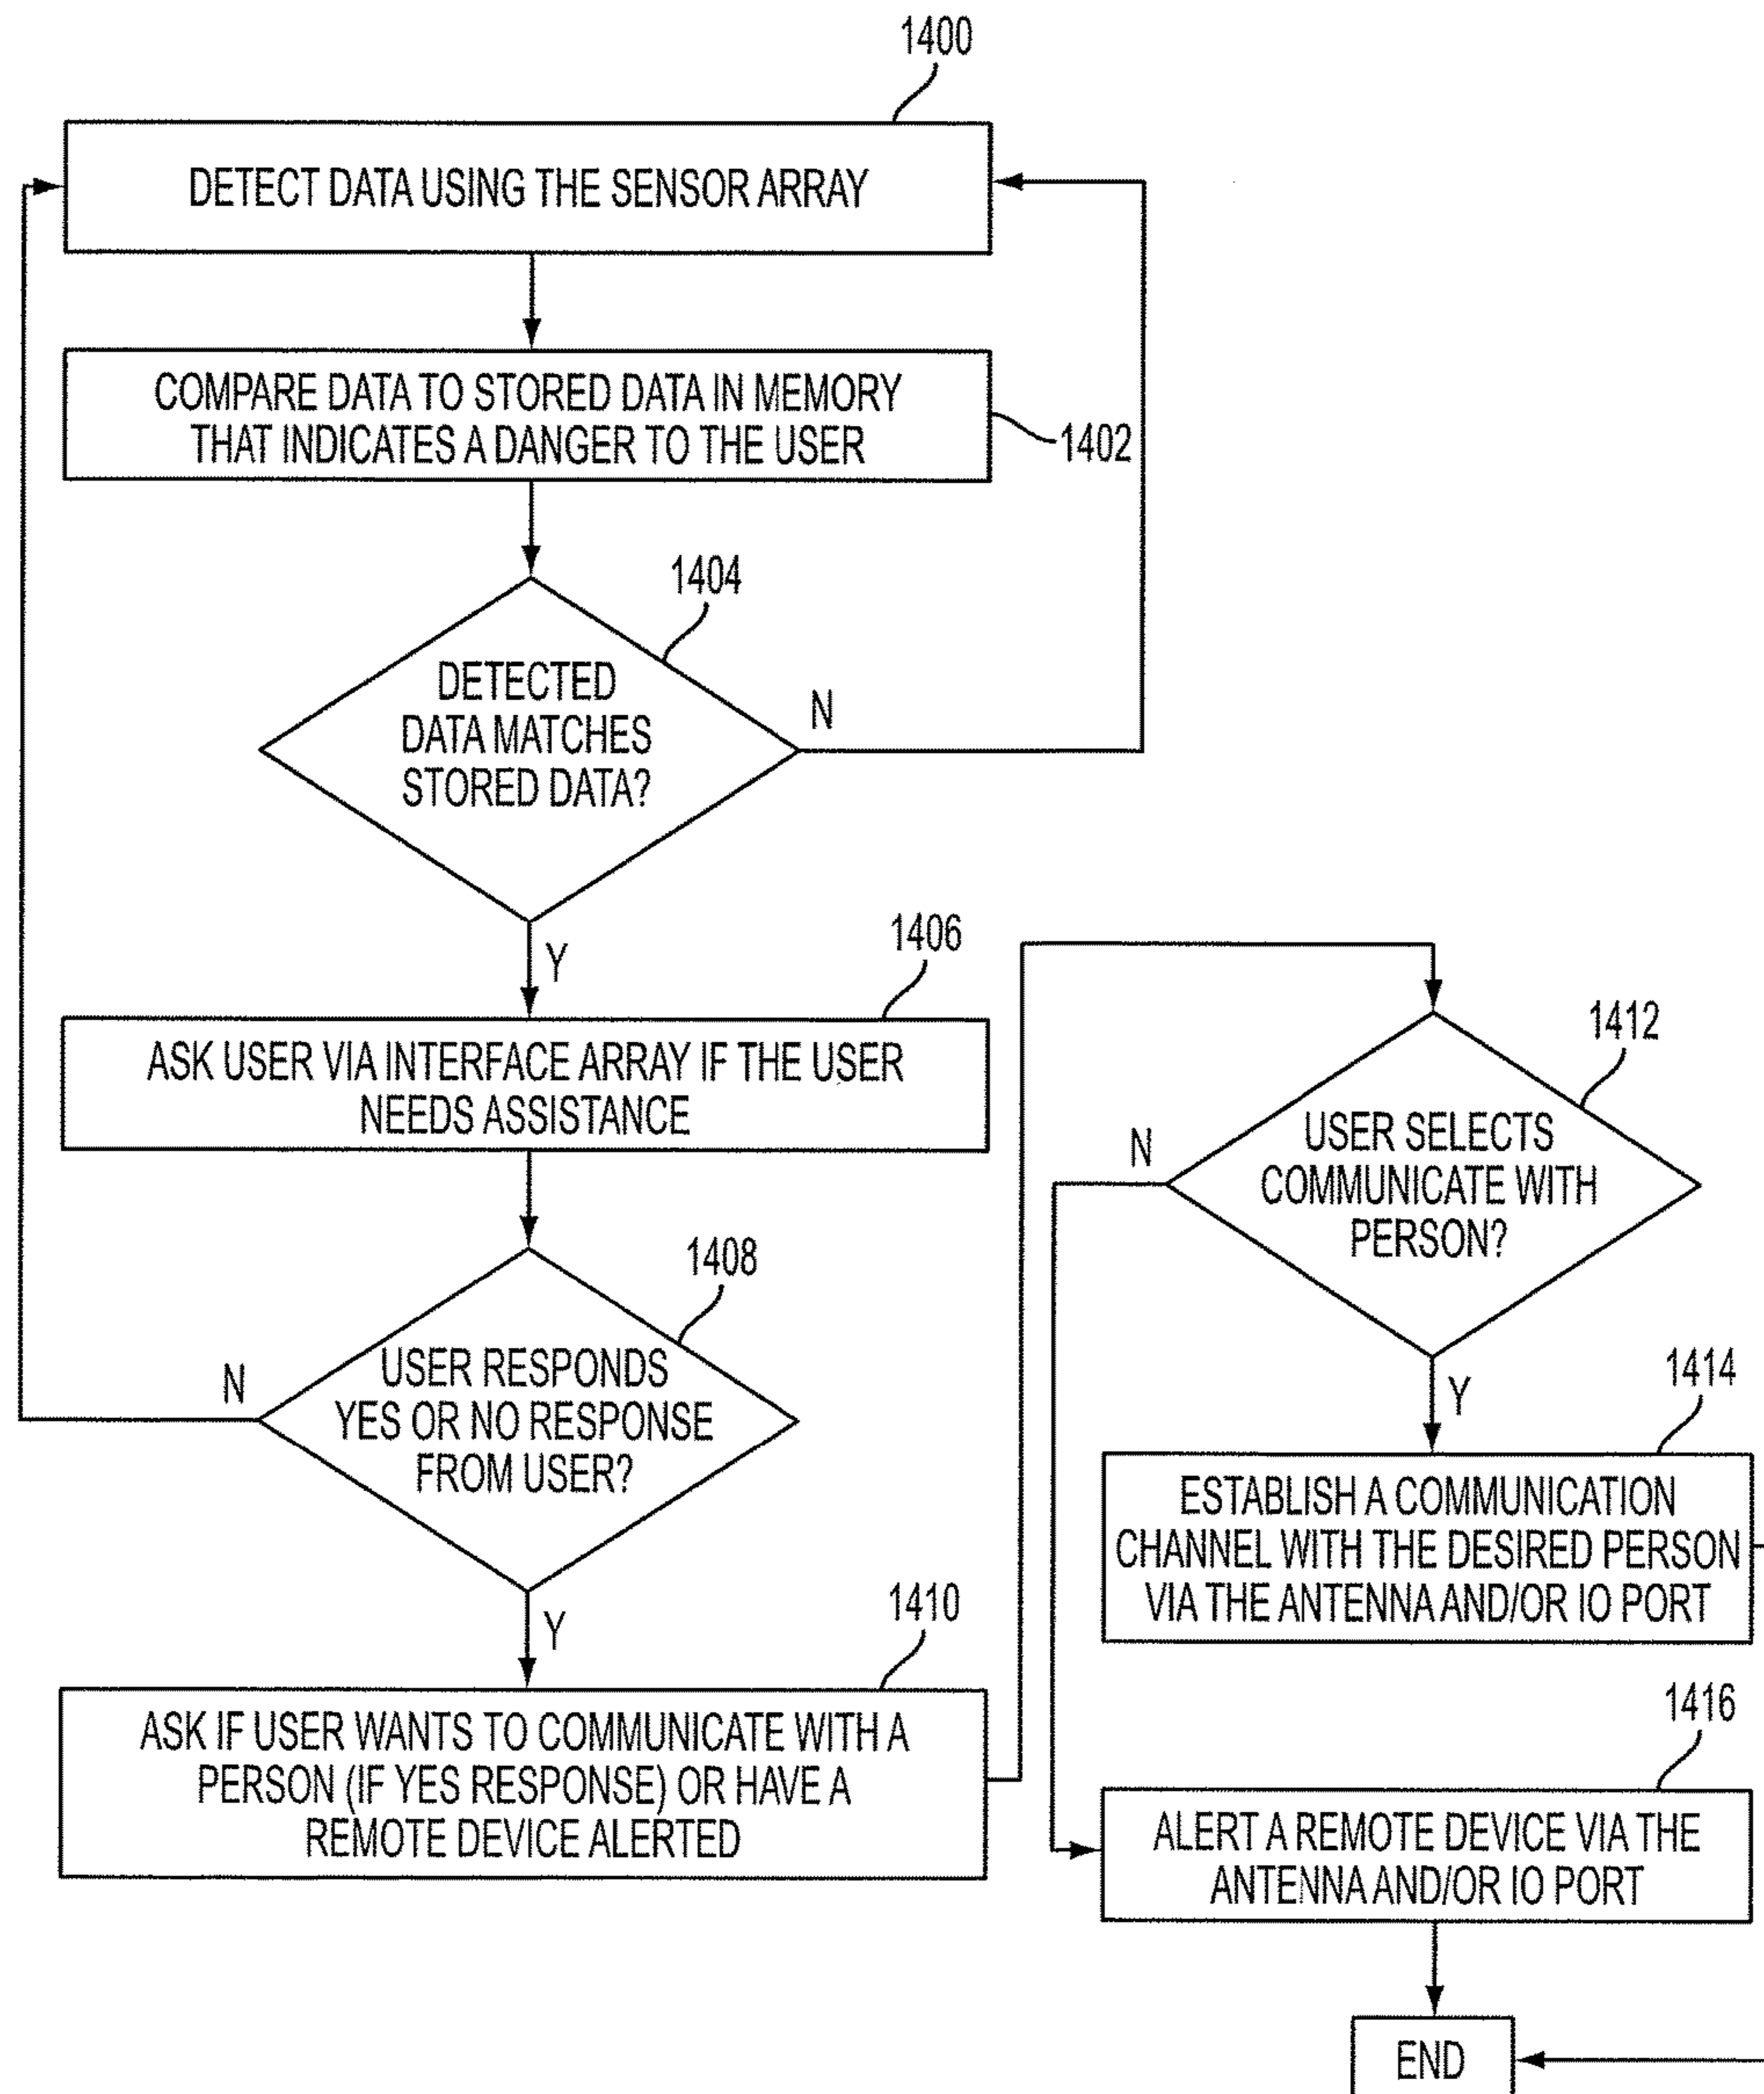 1400
DETECT DATA USING THE SENSOR ARRAY
COMPARE DATA TO STORED DATA IN MEMORY
THAT INDICATES A DANGER TO THE USER
1402
1404
DETECTED
DATA MATCHES
STORED DATA?
N
Y
1406
ASK USER VIA INTERFACE ARRAY IF THE USER
NEEDS ASSISTANCE
1408
USER RESPONDS
YES OR NO RESPONSE
FROM USER?
N
Y
1410
ASK IF USER WANTS TO COMMUNICATE WITH A
PERSON (IF YES RESPONSE) OR HAVE A
REMOTE DEVICE ALERTED
1412
USER SELECTS
COMMUNICATE WITH
PERSON?
N
Y
1414
ESTABLISH A COMMUNICATION
CHANNEL WITH THE DESIRED PERSON
VIA THE ANTENNA AND/OR IO PORT
1416
ALERT A REMOTE DEVICE VIA THE
ANTENNA AND/OR IO PORT
END